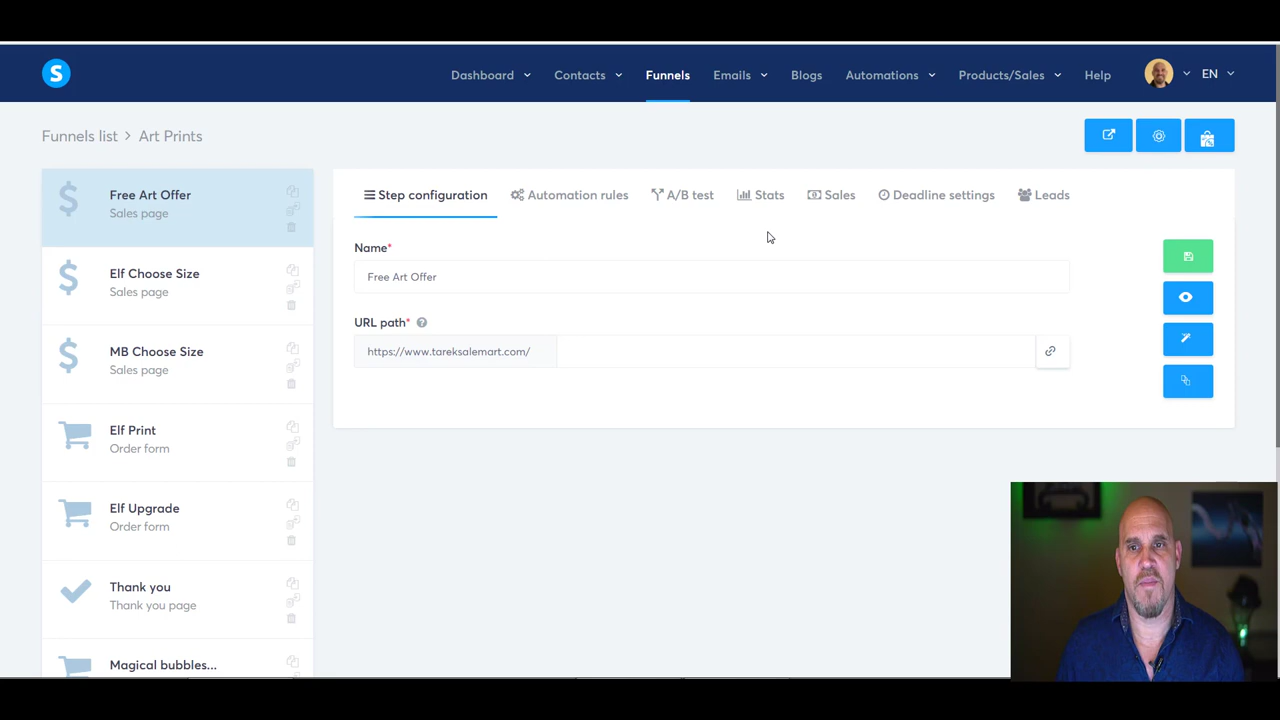 S
Dashboard Contacts Funnels Emails Blogs Automations Products/Sales Help EN
Funnels list > Art Prints
Free Art Offer
Sales page
Elf Choose Size
Sales page
MB Choose Size
Sales page
Elf Print
Order form
Elf Upgrade
Order form
Thank you
Thank you page
Magical bubbles...
Step configuration Automation rules A/B test Stats Sales Deadline settings Leads
Name*
Free Art Offer
URL path* ?
https://www.tareksalemart.com/